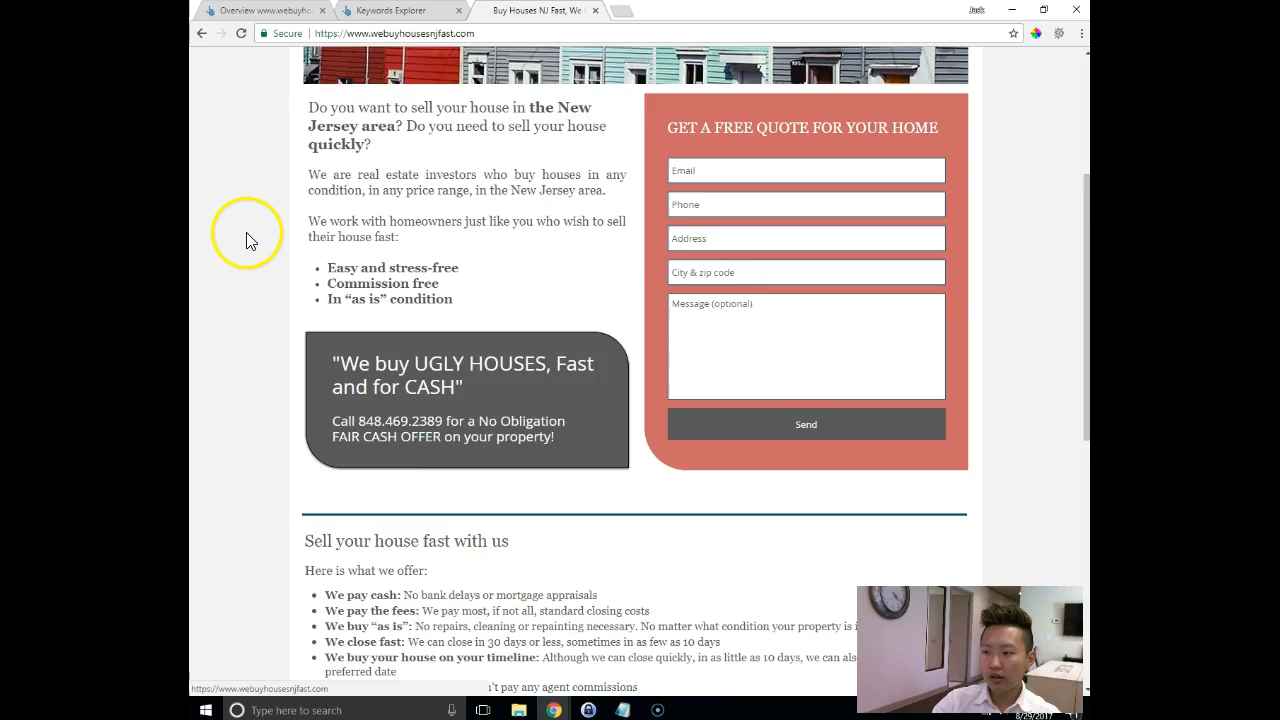 Overview www.webuyho
Keywords Explorer
Buy Houses NJ Fast, We
Jack
Secure
https://www.webuyhousesnjfast.com
Do you want to sell your house in the New
Jersey area? Do you need to sell your house
quickly?
We are real estate investors who buy houses in any
condition, in any price range, in the New Jersey area.
We work with homeowners just like you who wish to sell
their house fast:
• Easy and stress-free
• Commission free
• In “as is” condition
"We buy UGLY HOUSES, Fast
and for CASH"
Call 848.469.2389 for a No Obligation
FAIR CASH OFFER on your property!
GET A FREE QUOTE FOR YOUR HOME
Email
Phone
Address
City & zip code
Message (optional)
Send
Sell your house fast with us
Here is what we offer:
• We pay cash: No bank delays or mortgage appraisals
• We pay the fees: We pay most, if not all, standard closing costs
• We buy “as is”: No repairs, cleaning or repainting necessary. No matter what condition your property is i
• We close fast: We can close in 30 days or less, sometimes in as few as 10 days
• We buy your house on your timeline: Although we can close quickly, in as little as 10 days, we can als
preferred date
't pay any agent commissions
https://www.webuyhousesnjfast.com
Type here to search
8/29/2017